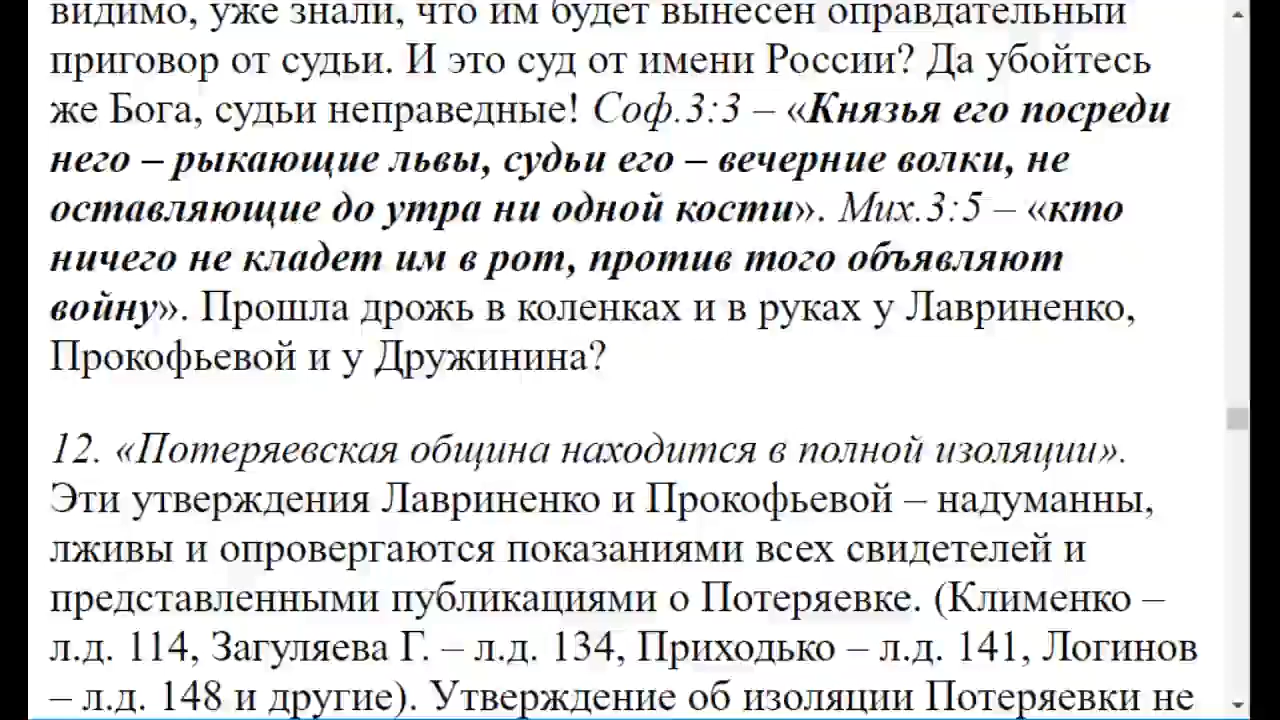 видимо, уже знали, что им будет вынесен оправдательный
приговор от судьи. И это суд от имени России? Да убойтесь
же Бога, судьи неправедные! Соф.3:3 – «Князья его посреди
него – рыкающие львы, судьи его – вечерние волки, не
оставляющие до утра ни одной кости». Мих.3:5 – «кто
ничего не кладет им в рот, против того объявляют
войну». Прошла дрожь в коленках и в руках у Лавриненко,
Прокофьевой и у Дружинина?
12. «Потеряевская община находится в полной изоляции».
Эти утверждения Лавриненко и Прокофьевой – надуманны,
лживы и опровергаются показаниями всех свидетелей и
представленными публикациями о Потеряевке. (Клименко –
л.д. 114, Загуляева Г. – л.д. 134, Приходько – л.д. 141, Логинов
– л.д. 148 и другие). Утверждение об изоляции Потеряевки не